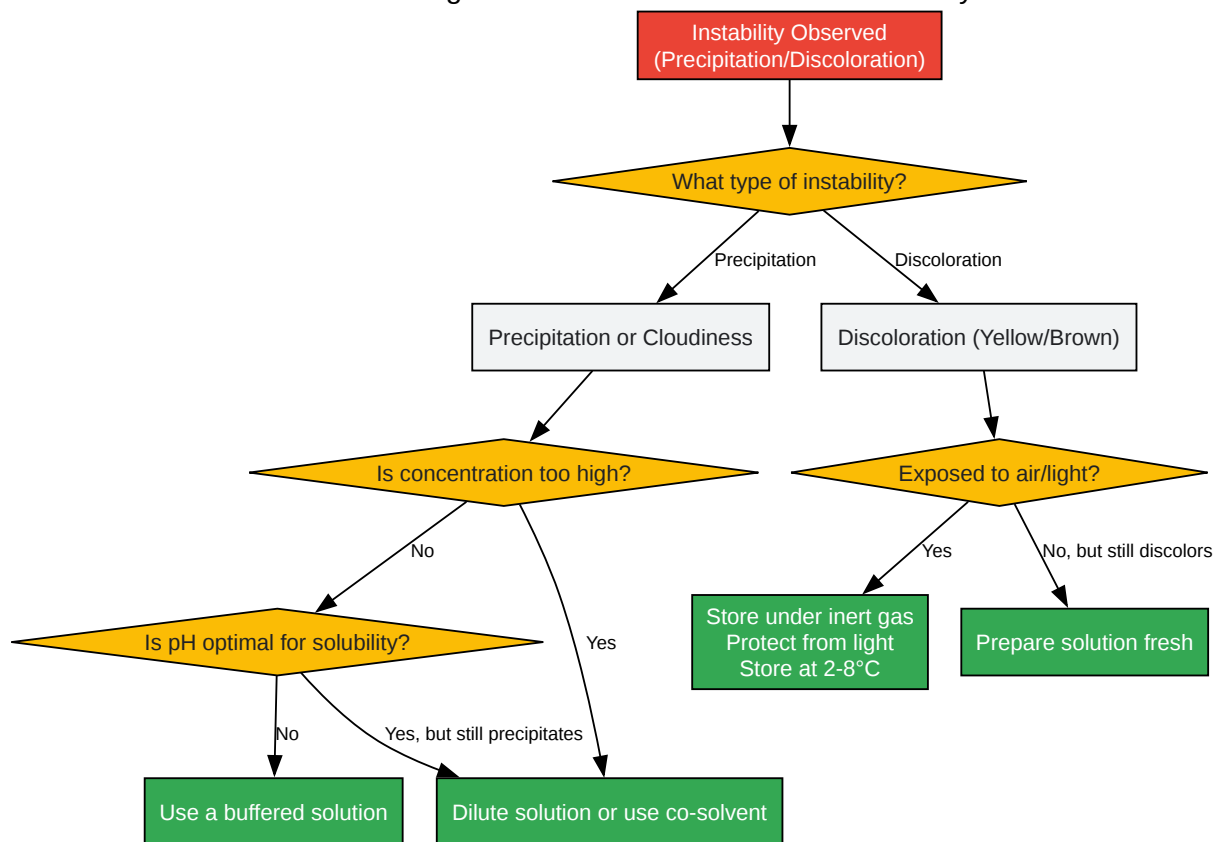 Instability Observed
(Precipitation/Discoloration)
What type of instability?
Precipitation
Discoloration
Precipitation or Cloudiness
Discoloration (Yellow/Brown)
Is concentration too high?
Exposed to air/light?
No
Yes
Yes
No, but still discolors
Is pH optimal for solubility?
Store under inert gas
Protect from light
Store at 2-8°C
Prepare solution fresh
No
Yes, but still precipitates
Use a buffered solution
Dilute solution or use co-solvent